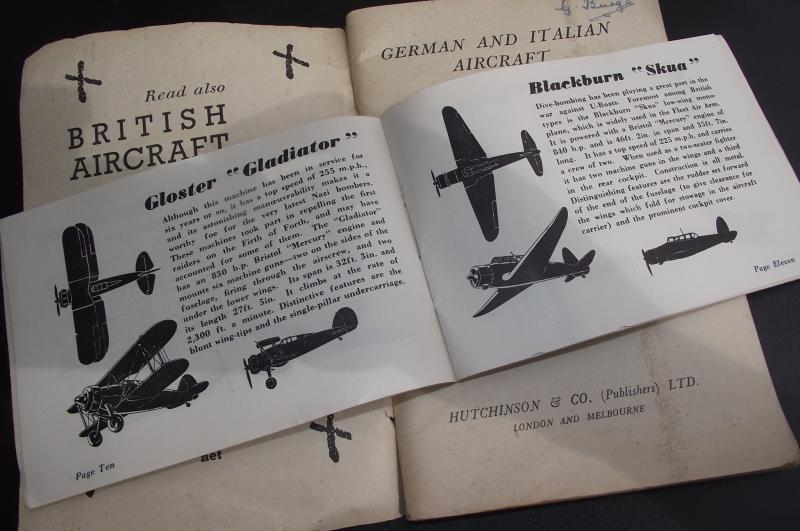 G. Burge
GERMAN AND ITALIAN
AIRCRAFT
Read also
BRITISH
AIRCRAFT
Gloster "Gladiator"
Although this machine has been in service for
six years or so, it has a top speed of 255 m.p.h.,
and its astonishing manœuvrability makes it a
worthy foe for the very latest Nazi bombers.
These machines took part in repelling the first
raiders on the Firth of Forth, and may have
accounted for some of them. The "Gladiator"
has an 830 h.p. Bristol "Mercury" engine and
mounts six machine guns—two on the sides of the
fuselage, firing through the airscrew, and two
under the lower wings. Its span is 32ft. 3in. and
its length 27ft. 5in. It climbs at the rate of
2,300 ft. a minute. Distinctive features are the
blunt wing-tips and the single-pillar undercarriage.
Page Ten
Blackburn "Skua"
Dive-bombing has been playing a great part in the
war against U-Boats. Foremost among British
types is the Blackburn "Skua" low-wing mono-
plane, which is widely used in the Fleet Air Arm.
It is powered with a Bristol "Mercury" engine of
840 h.p. and is 46ft. 2in. in span and 35ft. 7in.
long. It has a top speed of 225 m.p.h. and carries
a crew of two. When used as a two-seater fighter
it has two machine guns in the wings and a third
in the rear cockpit. Construction is all metal.
Distinguishing features are the rudder set forward
of the end of the fuselage (to give clearance for
the wings which fold for stowage in the aircraft
carrier) and the prominent cockpit cover.
Page Eleven
net
HUTCHINSON & CO. (Publishers) LTD.
LONDON AND MELBOURNE